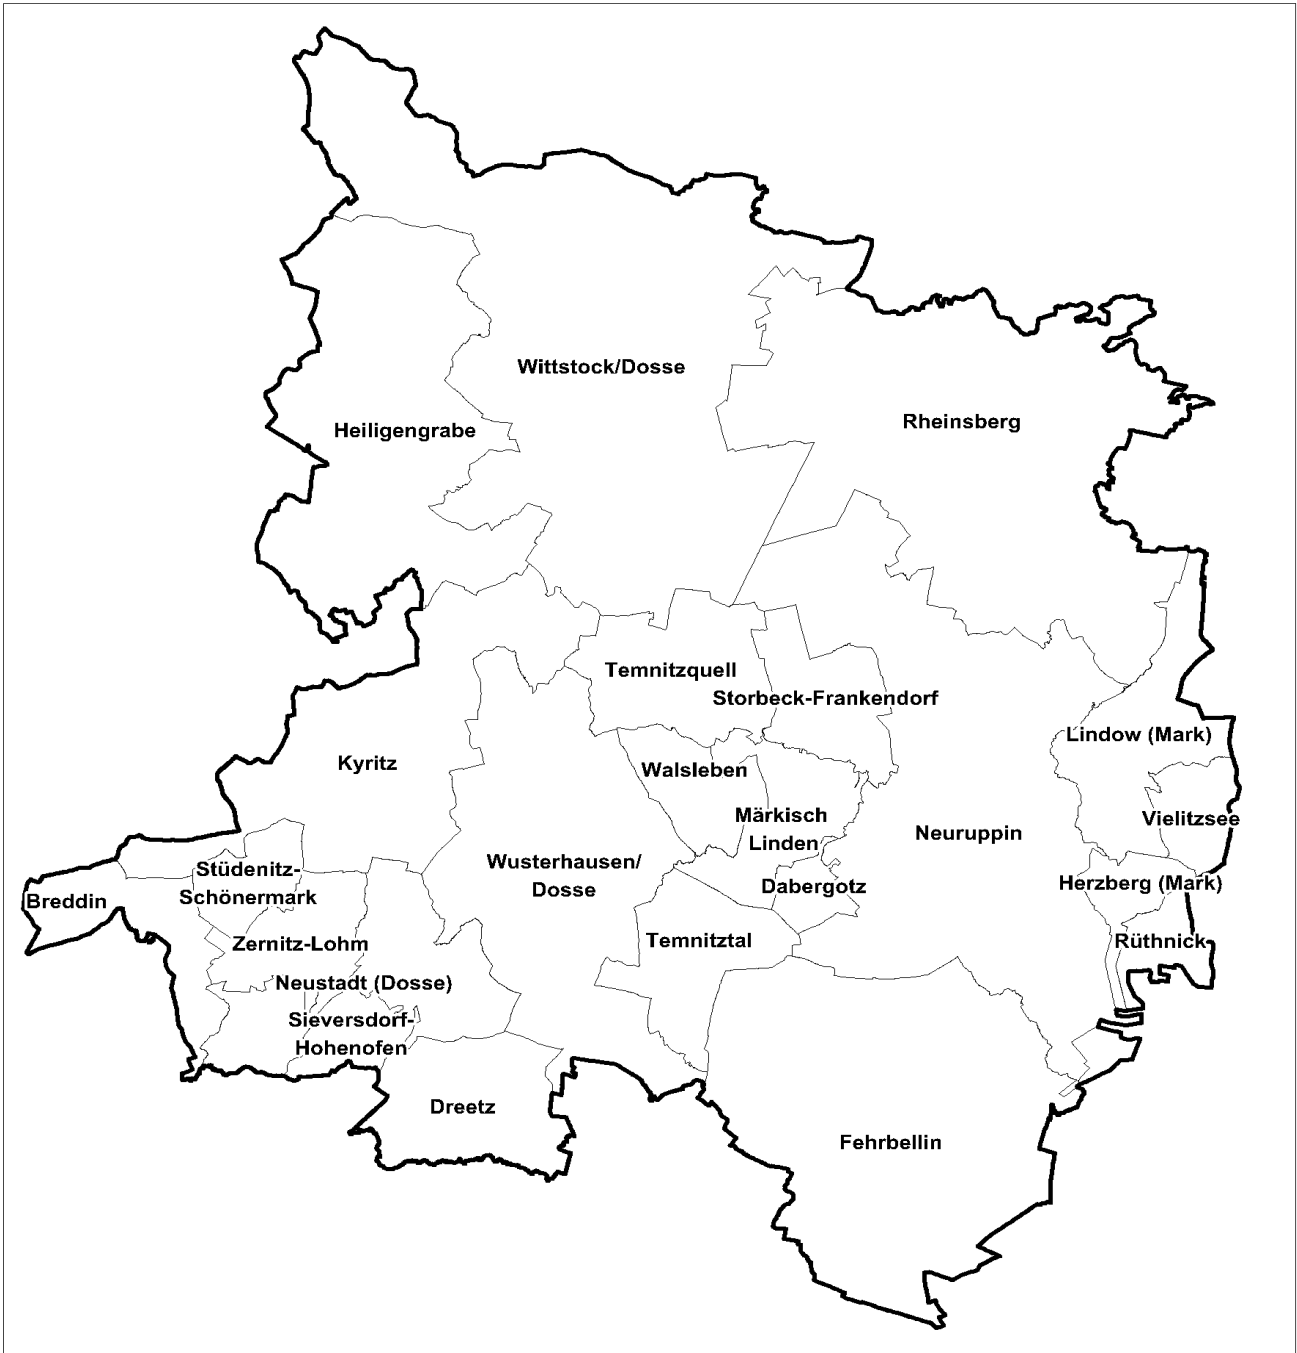 Wittstock/Dosse
Rheinsberg
Heiligengrabe
Temnitzquell
Storbeck-Frankendorf
Lindow (Mark)
Kyritz
Walsleben
Märkisch
Linden
Vielitzsee
Neuruppin
Wusterhausen/
Dosse
Stüdenitz-
Schönermark
Dabergotz
Herzberg (Mark)
Breddin
Zernitz-Lohm
Temnitztal
Rüthnick
Neustadt (Dosse)
Sieversdorf-
Hohenofen
Dreetz
Fehrbellin